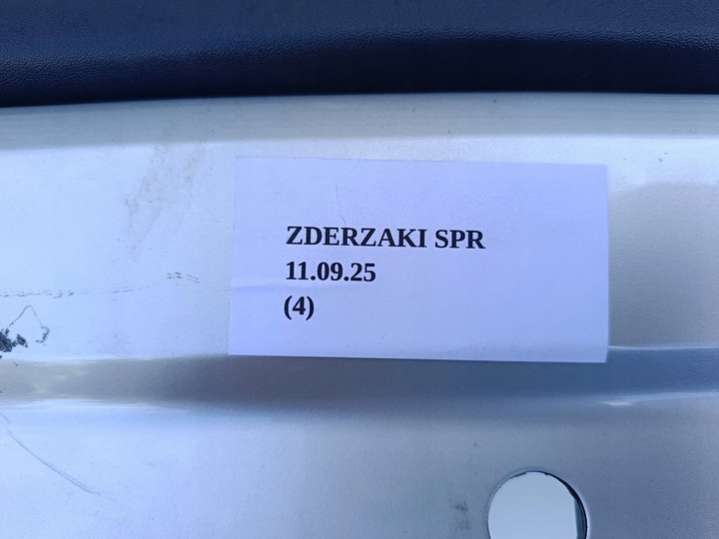 ZDERZAKI SPR
11.09.25
(4)